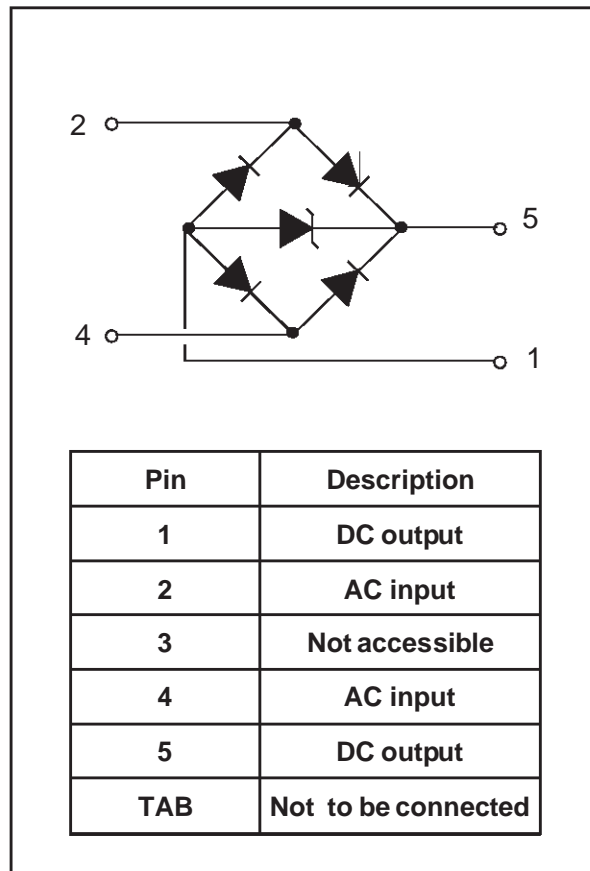 2
5
4
1
Pin Description
1 DC output
2 AC input
3 Not accessible
4 AC input
5 DC output
TAB Not to be connected